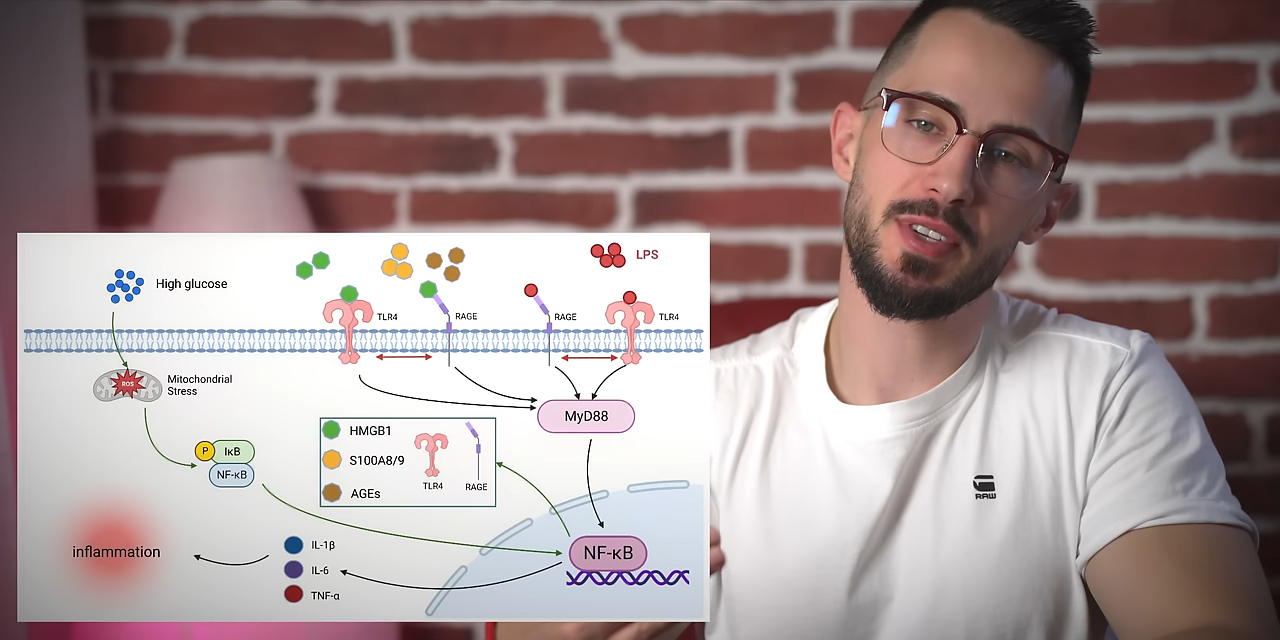 LPS
High glucose
TLR4
RAGE
RAGE
TLR4
ROS
Mitochondrial
Stress
MyD88
HMGB1
P
IκB
S100A8/9
NF-κB
TLR4
RAGE
AGEs
inflammation
IL-1β
IL-6
TNF-α
NF-κB
RAW